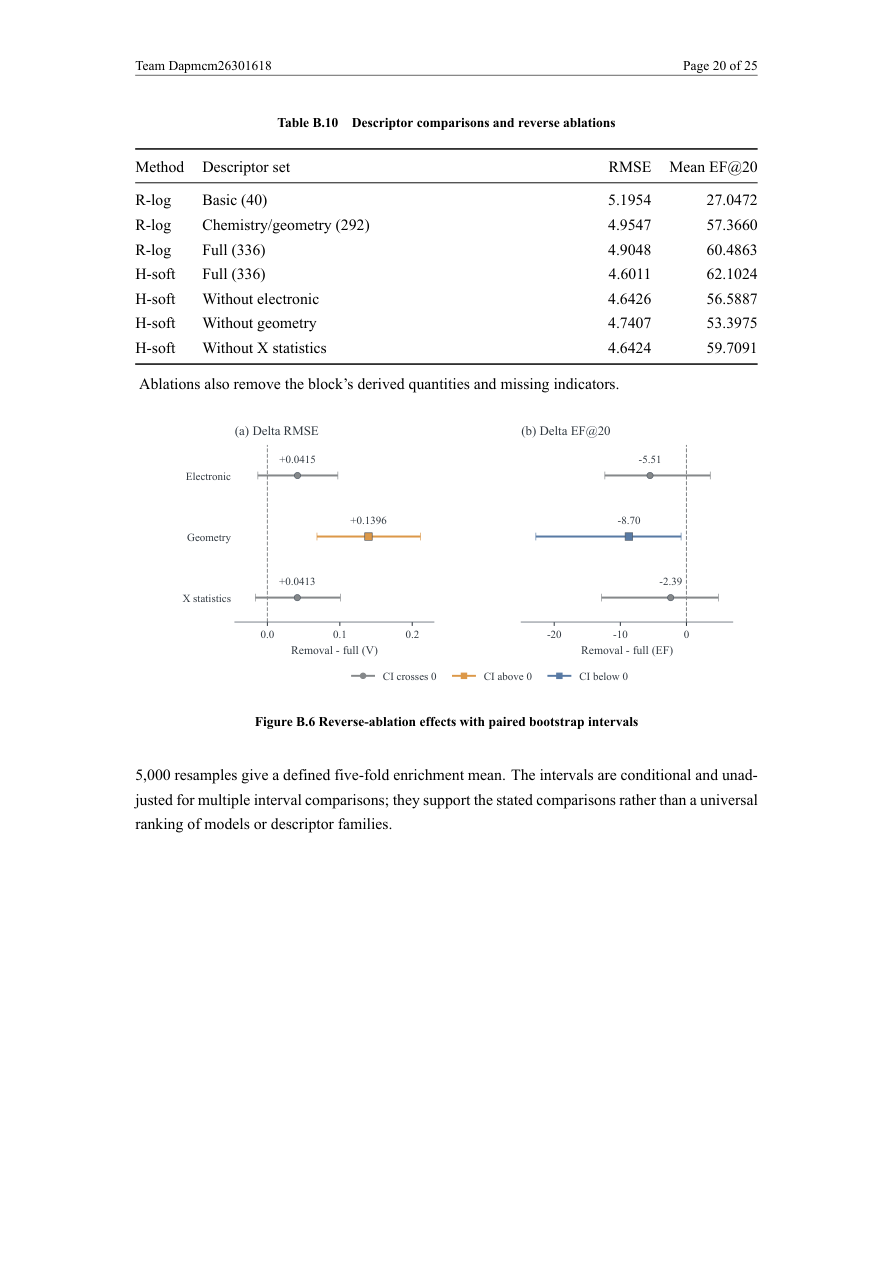 Team Dapmcm26301618 Page 20 of 25
Table B.10 Descriptor comparisons and reverse ablations
Method Descriptor set RMSE Mean EF@20
R-log Basic (40) 5.1954 27.0472
R-log Chemistry/geometry (292) 4.9547 57.3660
R-log Full (336) 4.9048 60.4863
H-soft Full (336) 4.6011 62.1024
H-soft Without electronic 4.6426 56.5887
H-soft Without geometry 4.7407 53.3975
H-soft Without X statistics 4.6424 59.7091
Ablations also remove the block's derived quantities and missing indicators.
(a) Delta RMSE (b) Delta EF@20
+0.0415 -5.51
Electronic
+0.1396 -8.70
Geometry
+0.0413 -2.39
X statistics
0.0 0.1 0.2 -20 -10 0
Removal - full (V) Removal - full (EF)
CI crosses 0 CI above 0 CI below 0
Figure B.6 Reverse-ablation effects with paired bootstrap intervals
5,000 resamples give a defined five-fold enrichment mean. The intervals are conditional and unad-
justed for multiple interval comparisons; they support the stated comparisons rather than a universal
ranking of models or descriptor families.